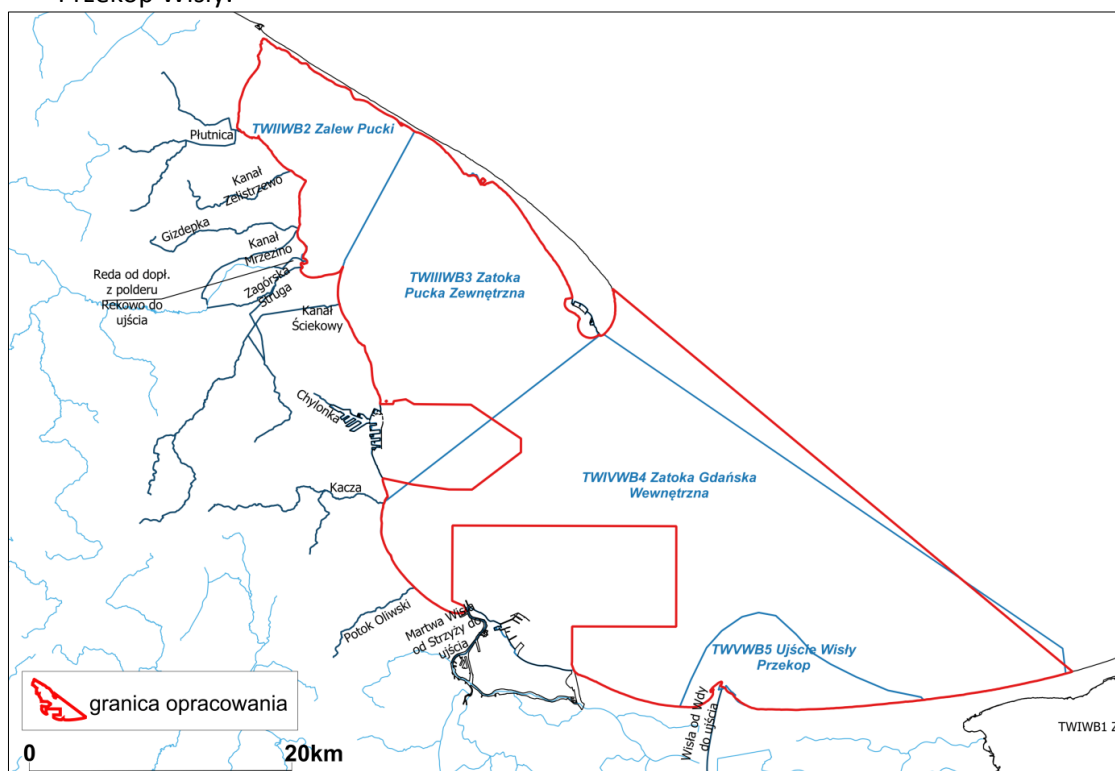 Przekop Wisły.
TWIIWB2 Zalew Pucki
Płutnica
Kanał
Żelistrzewo
Gizdepka
Kanał
Mrzezino
Reda od dopł.
z polderu
Rekowo do
ujścia
Zagórska
Struga
Kanał
Ściekowy
TWIIIWB3 Zatoka
Pucka Zewnętrzna
Chylonka
Kacza
TWIVWB4 Zatoka Gdańska
Wewnętrzna
Potok Oliwski
Martwa Wisła
od Strzyży do
ujścia
TWVWB5 Ujście Wisły
Przekop
Wisła od Wdy
do ujścia
TWIWB1 Z
granica opracowania
0
20km